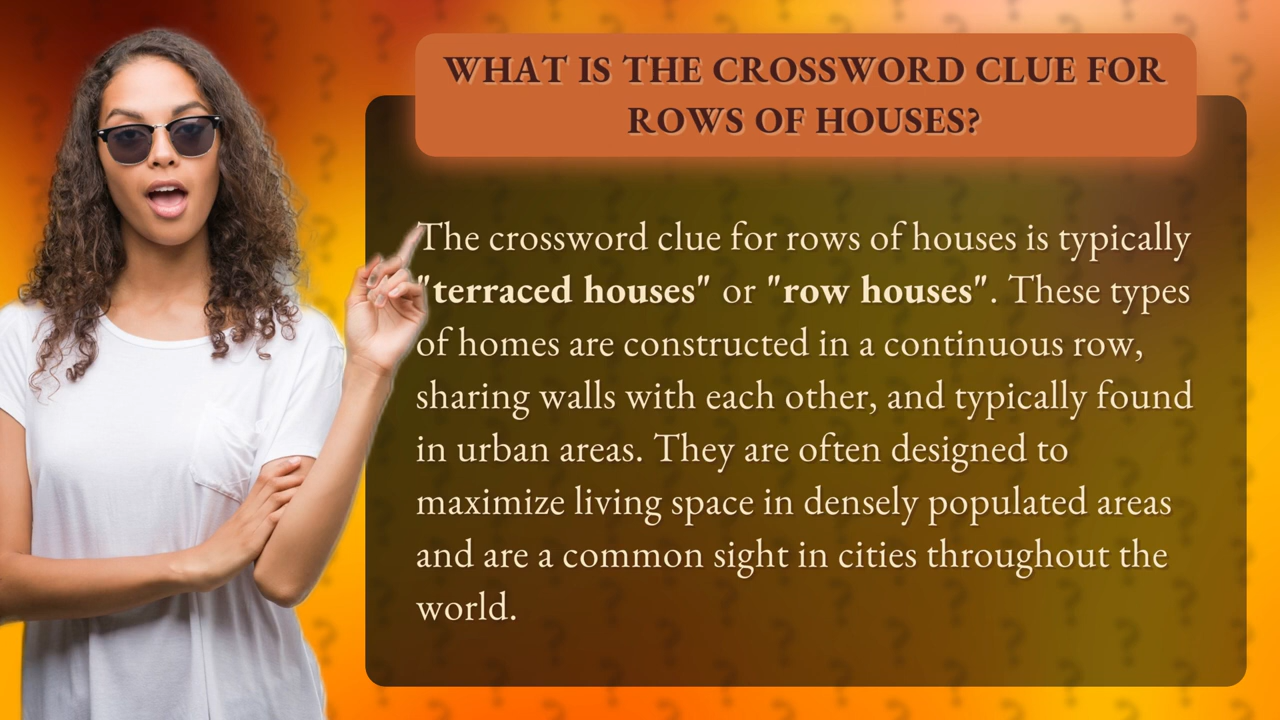 WHAT IS THE CROSSWORD CLUE FOR
ROWS OF HOUSES?
The crossword clue for rows of houses is typically
"terraced houses" or "row houses". These types
of homes are constructed in a continuous row,
sharing walls with each other, and typically found
in urban areas. They are often designed to
maximize living space in densely populated areas
and are a common sight in cities throughout the
world.